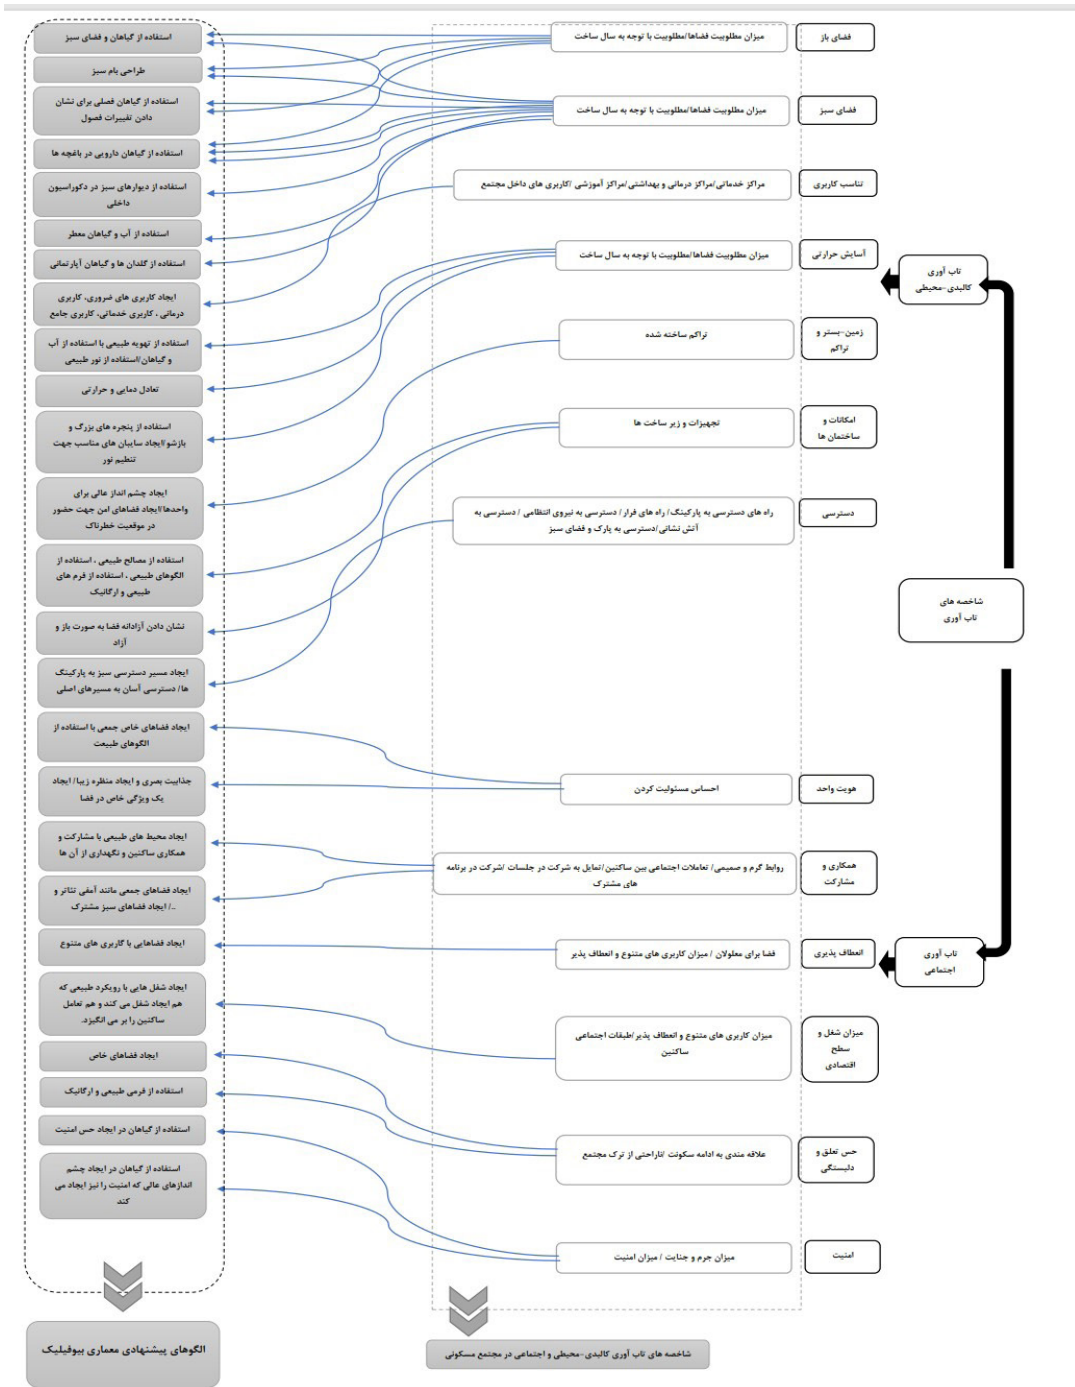 شاخصه های
تاب آوری
تاب آوری
کالبدی-محیطی
تاب آوری
اجتماعی
فضای باز
فضای سبز
تناسب کاربری
آسایش حرارتی
زمین-بستر و
تراکم
امکانات و
ساختمان ها
دسترسی
هویت واحد
همکاری و
مشارکت
انعطاف پذیری
میزان شغل و
سطح
اقتصادی
حس تعلق و
دلبستگی
امنیت
میزان مطلوبیت فضاها/مطلوبیت با توجه به سال ساخت
میزان مطلوبیت فضاها/مطلوبیت با توجه به سال ساخت
مراکز خدماتی/مراکز درمانی و بهداشتی/مراکز آموزشی /کاربری های داخل مجتمع
میزان مطلوبیت فضاها/مطلوبیت با توجه به سال ساخت
تراکم ساخته شده
تجهیزات و زیر ساخت ها
راه های دسترسی به پارکینگ/ راه های فرار / دسترسی به نیروی انتظامی / دسترسی به
آتش نشانی/دسترسی به پارک و فضای سبز
احساس مسئولیت کردن
روابط گرم و صمیمی/ تعاملات اجتماعی بین ساکنین/تمایل به شرکت در جلسات /شرکت در برنامه
های مشترک
فضا برای معلولان / میزان کاربری های متنوع و انعطاف پذیر
میزان کاربری های متنوع و انعطاف پذیر/طبقات اجتماعی
ساکنین
علاقه مندی به ادامه سکونت /ناراحتی از ترک مجتمع
میزان جرم و جنایت / میزان امنیت
شاخصه های تاب آوری کالبدی-محیطی و اجتماعی در مجتمع مسکونی
استفاده از گیاهان و فضای سبز
طراحی بام سبز
استفاده از گیاهان فصلی برای نشان
دادن تغییرات فصول
استفاده از گیاهان دارویی در باغچه ها
استفاده از دیوارهای سبز در دکوراسیون
داخلی
استفاده از آب و گیاهان معطر
استفاده از گلدان ها و گیاهان آپارتمانی
ایجاد کاربری های ضروری، کاربری
درمانی ، کاربری خدماتی، کاربری جامع
استفاده از تهویه طبیعی با استفاده از آب
و گیاهان/استفاده از نور طبیعی
تعادل دمایی و حرارتی
استفاده از پنجره های بزرگ و
بازشو/ایجاد سایبان های مناسب جهت
تنظیم نور
ایجاد چشم انداز عالی برای
واحدها/ایجاد فضاهای امن جهت حضور
در موقعیت خطرناک
استفاده از مصالح طبیعی ، استفاده از
الگوهای طبیعی ، استفاده از فرم های
طبیعی و ارگانیک
نشان دادن آزادانه فضا به صورت باز و
آزاد
ایجاد مسیر دسترسی سبز به پارکینگ
ها/ دسترسی آسان به مسیرهای اصلی
ایجاد فضاهای خاص جمعی با استفاده از
الگوهای طبیعت
جذابیت بصری و ایجاد منظره زیبا/ ایجاد
یک ویژگی خاص در فضا
ایجاد محیط های طبیعی با مشارکت و
همکاری ساکنین و نگهداری از آن ها
ایجاد فضاهای جمعی مانند آمفی تئاتر و
../ ایجاد فضاهای سبز مشترک
ایجاد فضاهایی با کاربری های متنوع
ایجاد شغل هایی با رویکرد طبیعی که
هم ایجاد شغل می کند و هم تعامل
ساکنین را بر می انگیزد.
ایجاد فضاهای خاص
استفاده از فرمی طبیعی و ارگانیک
استفاده از گیاهان در ایجاد حس امنیت
استفاده از گیاهان در ایجاد چشم
اندازهای عالی که امنیت را نیز ایجاد می
کند
الگوهای پیشنهادی معماری بیوفیلیک